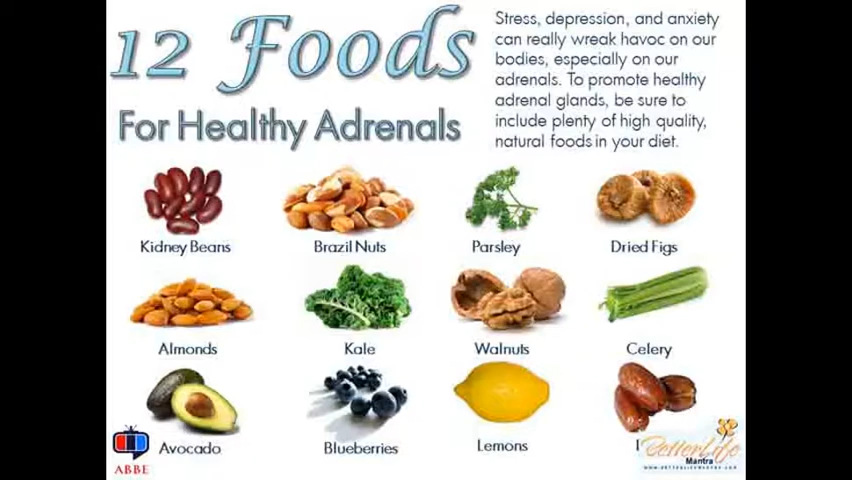 12 Foods
For Healthy Adrenals
Stress, depression, and anxiety
can really wreak havoc on our
bodies, especially on our
adrenals. To promote healthy
adrenal glands, be sure to
include plenty of high quality,
natural foods in your diet.
Kidney Beans
Brazil Nuts
Parsley
Dried Figs
Almonds
Kale
Walnuts
Celery
Avocado
Blueberries
Lemons
ABBE
BetterLife
Mantra